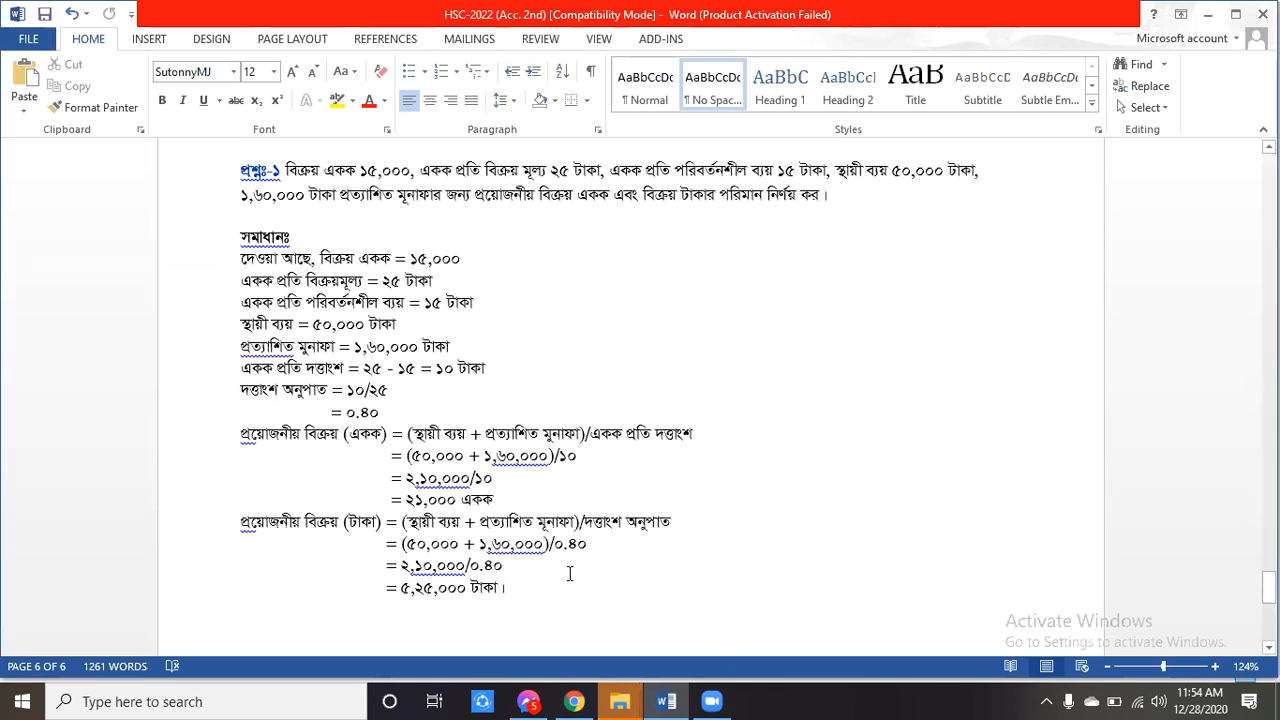 HSC-2022 (Acc. 2nd) [Compatibility Mode] - Word (Product Activation Failed)
FILE HOME INSERT DESIGN PAGE LAYOUT REFERENCES MAILINGS REVIEW VIEW ADD-INS Microsoft account
Paste Cut Copy Format Painter
SutonnyMJ 12 Aa
B I U abc x₂ x² A ab A
AaBbCcDc AaBbCcDc AaBbC AaBbCc AaB AaBbCcD AaBbCcD
¶ Normal ¶ No Spac... Heading Heading 2 Title Subtitle Subtle Em...
Find Replace Select
Clipboard Font Paragraph Styles Editing
প্রশ্নঃ-১ বিক্রয় একক ১৫,০০০, একক প্রতি বিক্রয় মূল্য ২৫ টাকা, একক প্রতি পরিবর্তনশীল ব্যয় ১৫ টাকা, স্থায়ী ব্যয় ৫০,০০০ টাকা,
১,৬০,০০০ টাকা প্রত্যাশিত মূনাফার জন্য প্রয়োজনীয় বিক্রয় একক এবং বিক্রয় টাকার পরিমান নির্ণয় কর।
সমাধানঃ
দেওয়া আছে, বিক্রয় একক = ১৫,০০০
একক প্রতি বিক্রয়মূল্য = ২৫ টাকা
একক প্রতি পরিবর্তনশীল ব্যয় = ১৫ টাকা
স্থায়ী ব্যয় = ৫০,০০০ টাকা
প্রত্যাশিত মুনাফা = ১,৬০,০০০ টাকা
একক প্রতি দত্তাংশ = ২৫ - ১৫ = ১০ টাকা
দত্তাংশ অনুপাত = ১০/২৫
= ০.৪০
প্রয়োজনীয় বিক্রয় (একক) = (স্থায়ী ব্যয় + প্রত্যাশিত মুনাফা)/একক প্রতি দত্তাংশ
= (৫০,০০০ + ১,৬০,০০০)/১০
= ২,১০,০০০/১০
= ২১,০০০ একক
প্রয়োজনীয় বিক্রয় (টাকা) = (স্থায়ী ব্যয় + প্রত্যাশিত মূনাফা)/দত্তাংশ অনুপাত
= (৫০,০০০ + ১,৬০,০০০)/০.৪০
= ২,১০,০০০/০.৪০
= ৫,২৫,০০০ টাকা।
Activate Windows
Go to Settings to activate Windows.
PAGE 6 OF 6 1261 WORDS 124%
Type here to search 5 11:54 AM
12/28/2020